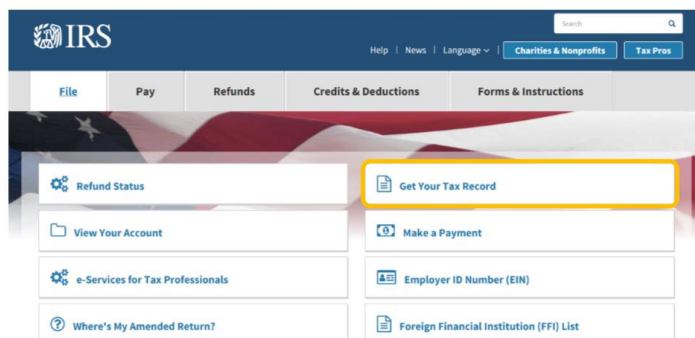 Search
IRS
Help | News | Language | Charities & Nonprofits Tax Pros
File Pay Refunds Credits & Deductions Forms & Instructions
Refund Status
Get Your Tax Record
View Your Account
Make a Payment
e-Services for Tax Professionals
Employer ID Number (EIN)
Where's My Amended Return?
Foreign Financial Institution (FFI) List